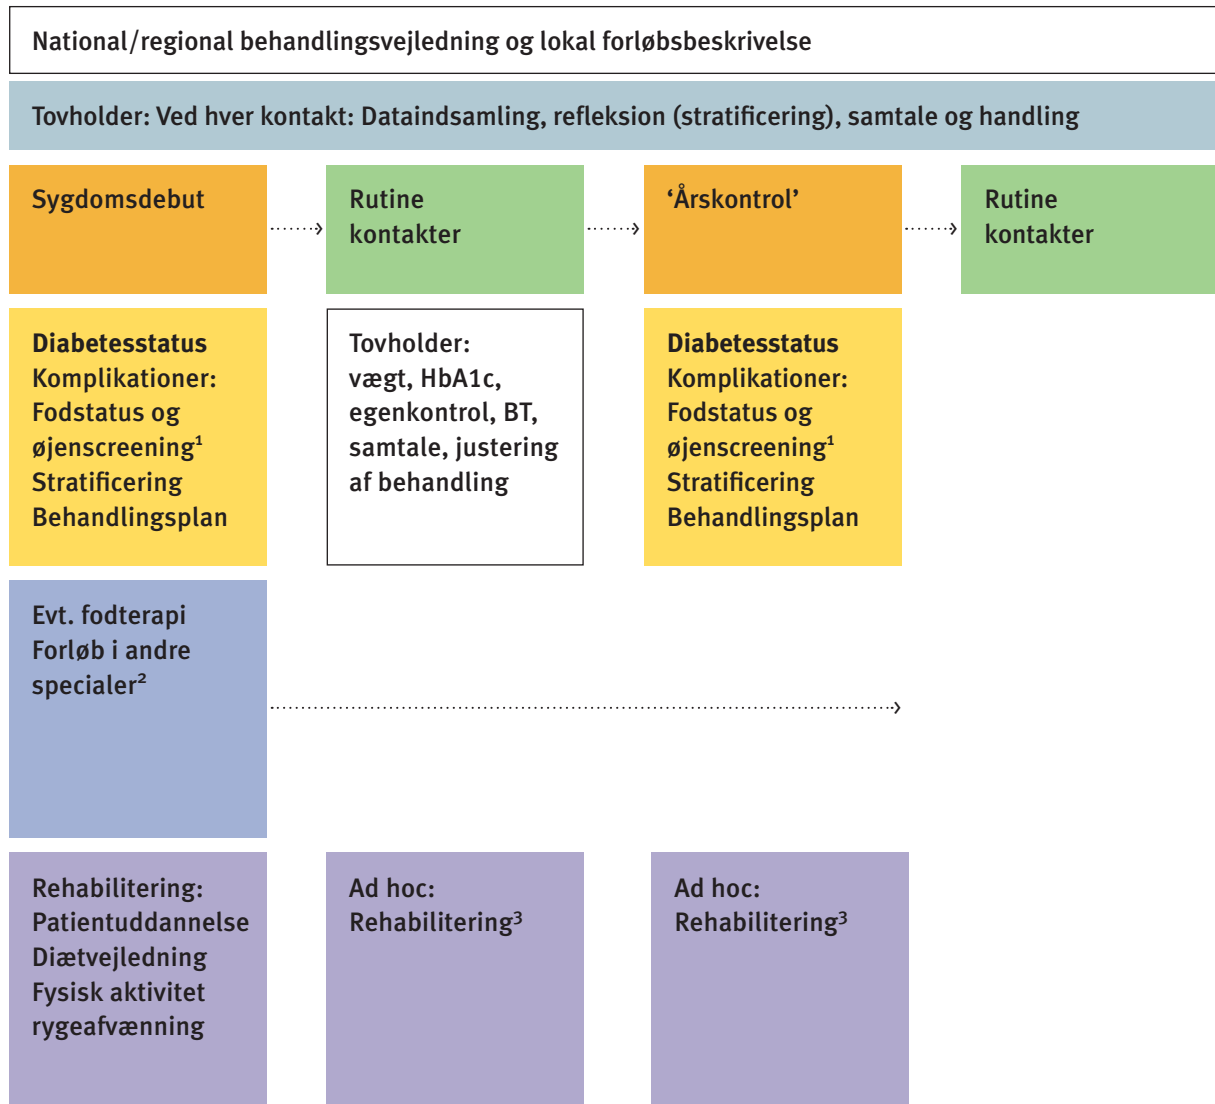 National/regional behandlingsvejledning og lokal forløbsbeskrivelse
Tovholder: Ved hver kontakt: Dataindsamling, refleksion (stratificering), samtale og handling
Sygdomsdebut
Rutine
kontakter
‘Årskontrol’
Rutine
kontakter
Diabetesstatus
Komplikationer:
Fodstatus og
øjenscreening¹
Stratificering
Behandlingsplan
Tovholder:
vægt, HbA1c,
egenkontrol, BT,
samtale, justering
af behandling
Diabetesstatus
Komplikationer:
Fodstatus og
øjenscreening¹
Stratificering
Behandlingsplan
Evt. fodterapi
Forløb i andre
specialer²
Rehabilitering:
Patientuddannelse
Diætvejledning
Fysisk aktivitet
rygeafvænning
Ad hoc:
Rehabilitering³
Ad hoc:
Rehabilitering³